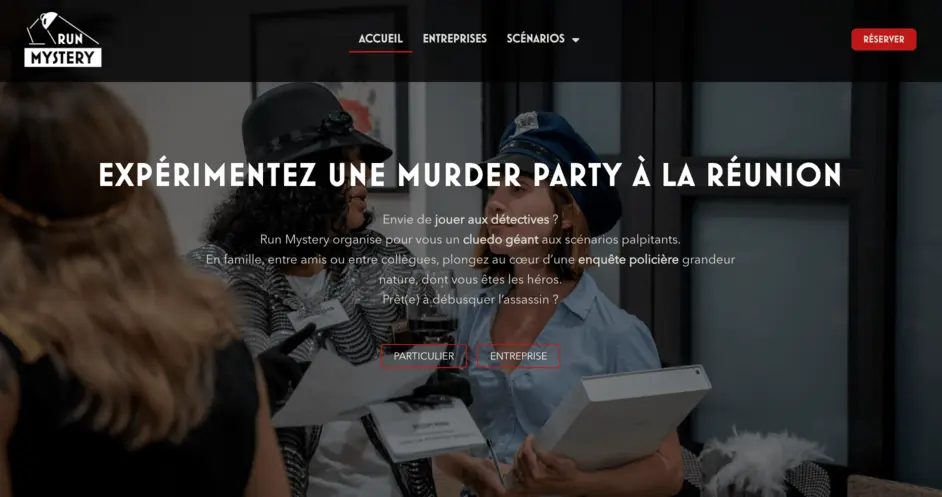 RUN
MYSTERY
ACCUEIL
ENTREPRISES
SCÉNARIOS
RÉSERVER
EXPÉRIMENTEZ UNE MURDER PARTY À LA RÉUNION
Envie de jouer aux détectives ?
Run Mystery organise pour vous un cluedo géant aux scénarios palpitants.
En famille, entre amis ou entre collègues, plongez au cœur d'une enquête policière grandeur
nature, dont vous êtes les héros.
Prêt(e) à débusquer l'assassin ?
PARTICULIER
ENTREPRISE